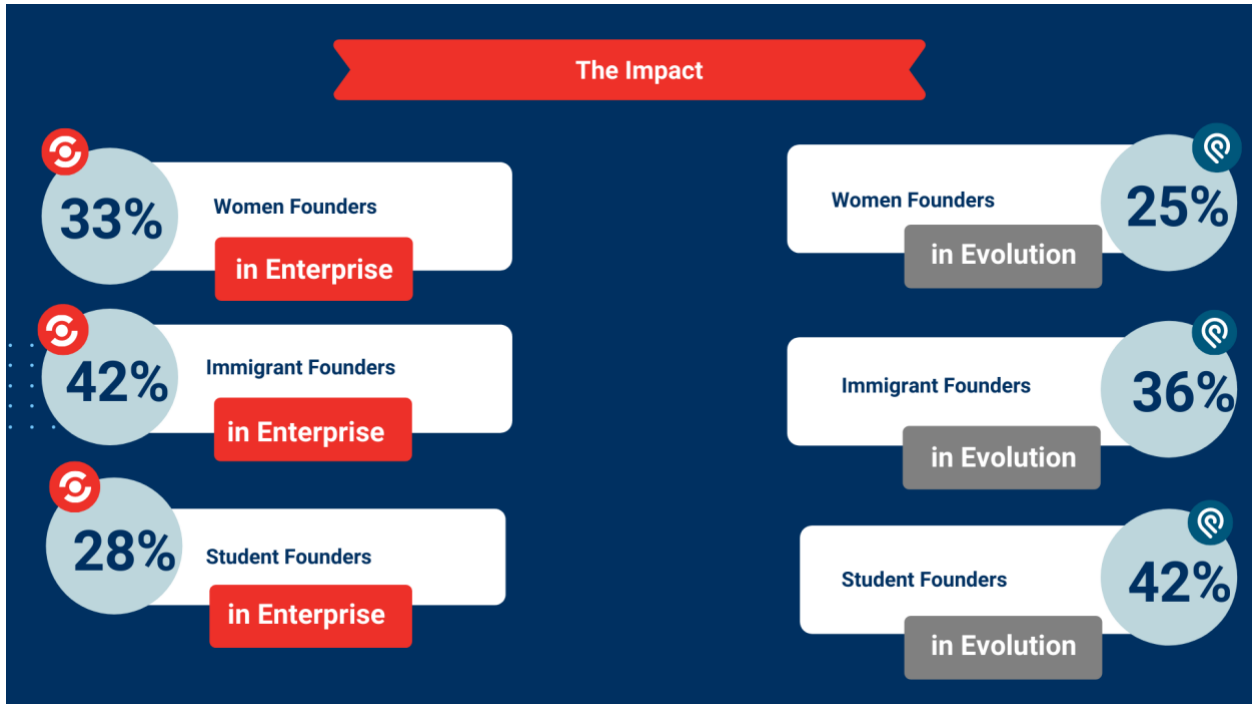 The Impact
33%
Women Founders
in Enterprise
42%
Immigrant Founders
in Enterprise
28%
Student Founders
in Enterprise
Women Founders
25%
in Evolution
Immigrant Founders
36%
in Evolution
Student Founders
42%
in Evolution